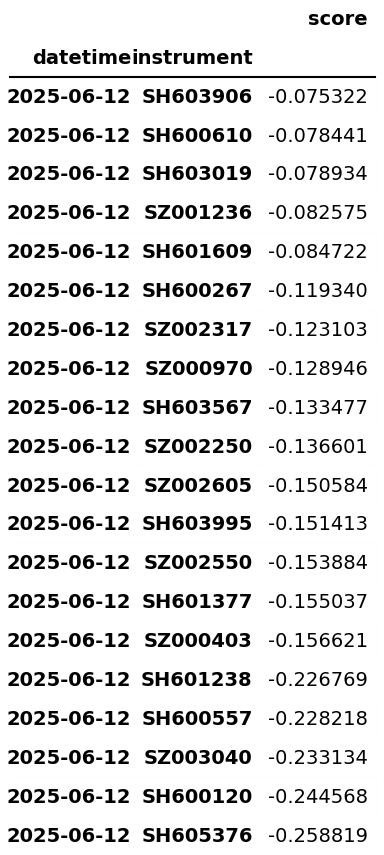 score
datetime instrument
2025-06-12 SH603906 -0.075322
2025-06-12 SH600610 -0.078441
2025-06-12 SH603019 -0.078934
2025-06-12 SZ001236 -0.082575
2025-06-12 SH601609 -0.084722
2025-06-12 SH600267 -0.119340
2025-06-12 SZ002317 -0.123103
2025-06-12 SZ000970 -0.128946
2025-06-12 SH603567 -0.133477
2025-06-12 SZ002250 -0.136601
2025-06-12 SZ002605 -0.150584
2025-06-12 SH603995 -0.151413
2025-06-12 SZ002550 -0.153884
2025-06-12 SH601377 -0.155037
2025-06-12 SZ000403 -0.156621
2025-06-12 SH601238 -0.226769
2025-06-12 SH600557 -0.228218
2025-06-12 SZ003040 -0.233134
2025-06-12 SH600120 -0.244568
2025-06-12 SH605376 -0.258819